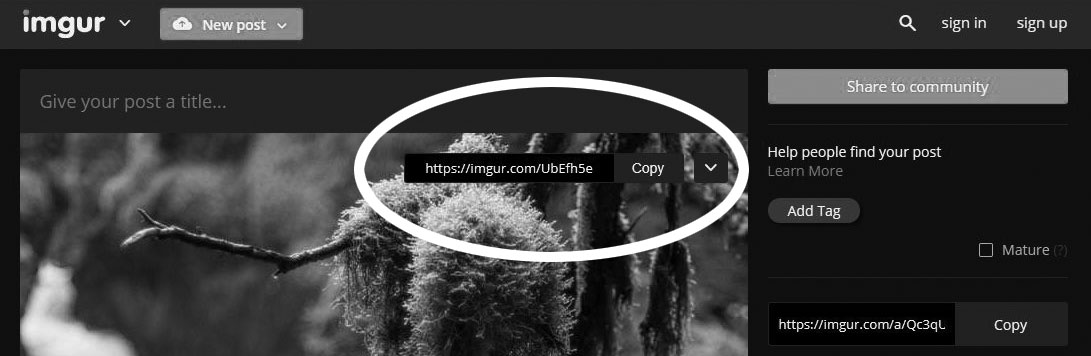 imgur
New post
sign in
sign up
Give your post a title...
Share to community
https://imgur.com/UbEfh5e
Copy
Help people find your post
Learn More
Add Tag
Mature (?)
https://imgur.com/a/Qc3qU
Copy